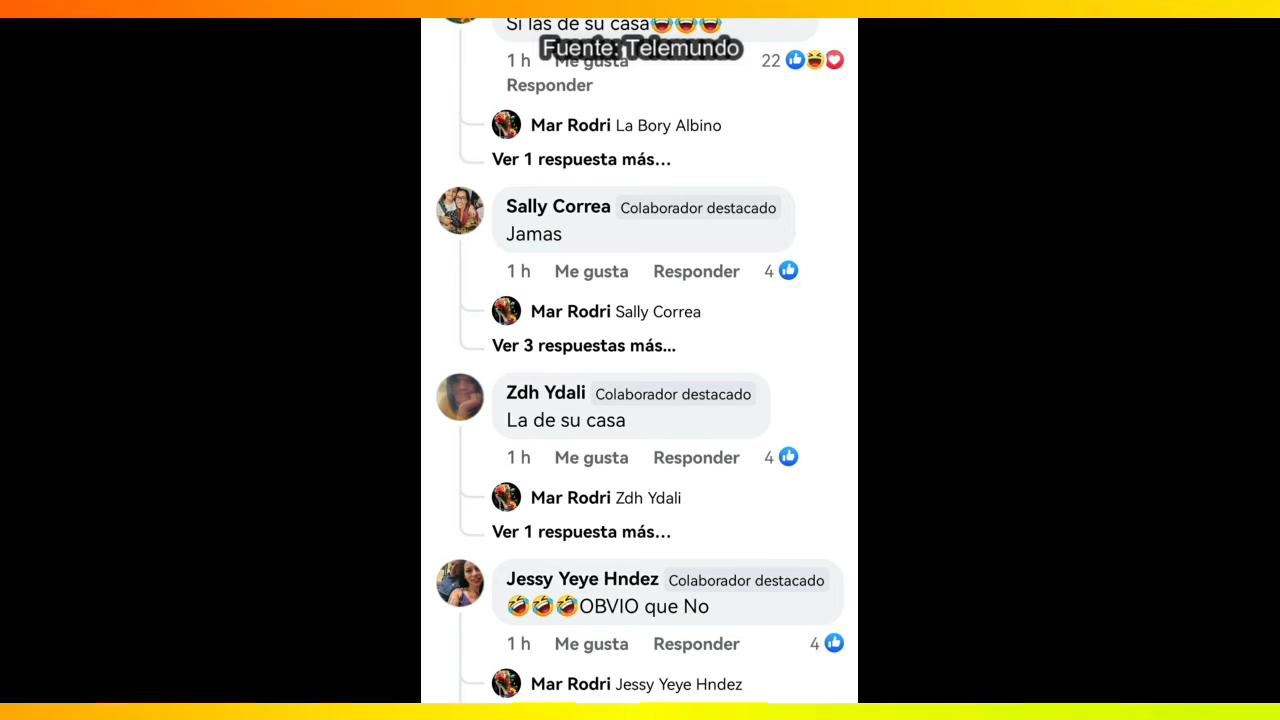 Si las de su casa🤣🤣🤣
Fuente: Telemundo
1 h Me gusta 22
Responder
Mar Rodri La Bory Albino
Ver 1 respuesta más...
Sally Correa Colaborador destacado
Jamas
1 h Me gusta Responder 4
Mar Rodri Sally Correa
Ver 3 respuestas más...
Zdh Ydali Colaborador destacado
La de su casa
1 h Me gusta Responder 4
Mar Rodri Zdh Ydali
Ver 1 respuesta más...
Jessy Yeye Hndez Colaborador destacado
🤣🤣🤣OBVIO que No
1 h Me gusta Responder 4
Mar Rodri Jessy Yeye Hndez